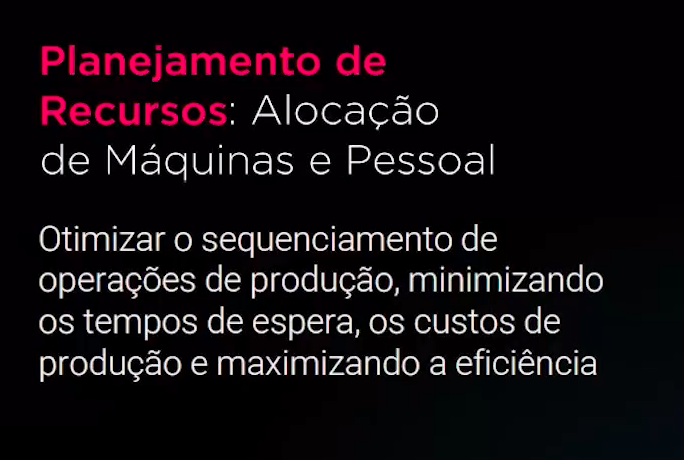 Planejamento de
Recursos: Alocação
de Máquinas e Pessoal
Otimizar o sequenciamento de
operações de produção, minimizando
os tempos de espera, os custos de
produção e maximizando a eficiência